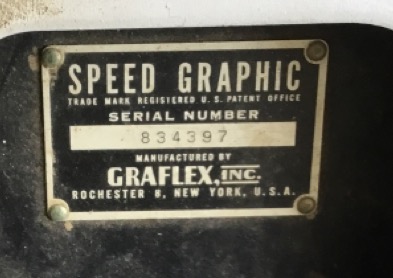 SPEED GRAPHIC
TRADE MARK REGISTERED U.S. PATENT OFFICE
SERIAL NUMBER
834397
MANUFACTURED BY
GRAFLEX, INC.
ROCHESTER 8, NEW YORK, U.S.A.